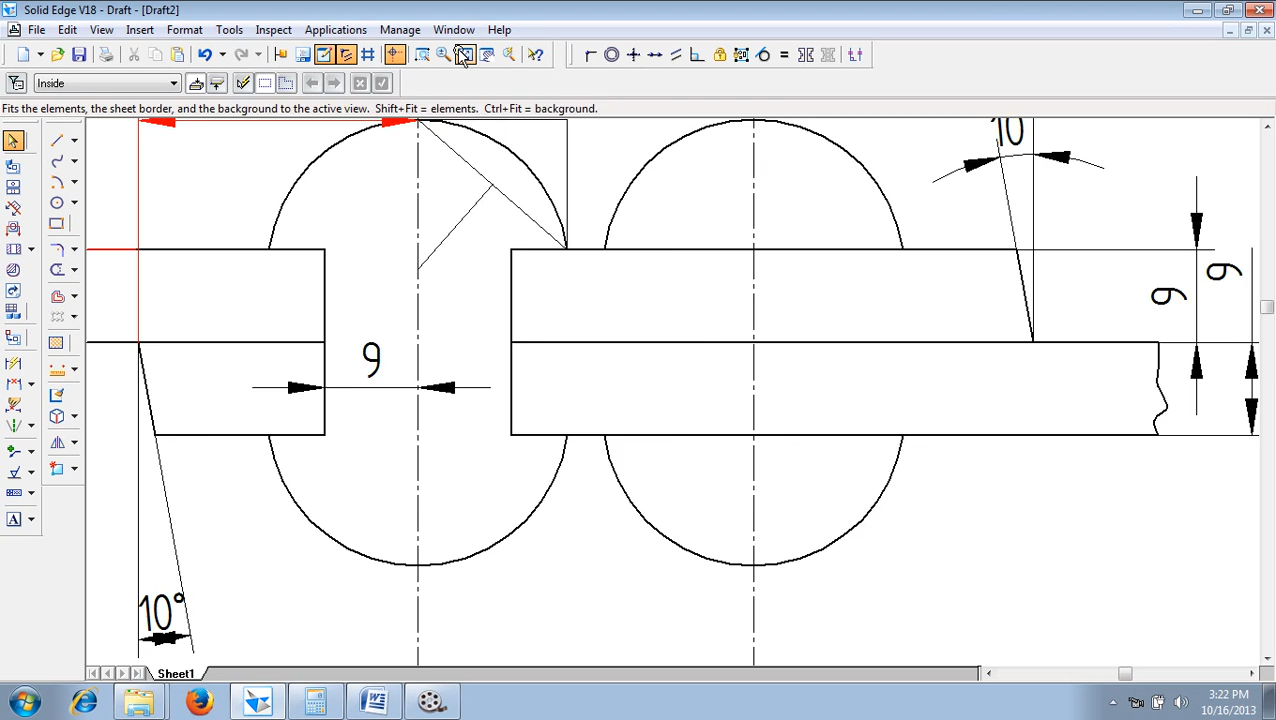 Solid Edge V18 - Draft - [Draft2]
File Edit View Insert Format Tools Inspect Applications Manage Window Help
Inside
Fits the elements, the sheet border, and the background to the active view. Shift+Fit = elements. Ctrl+Fit = background.
10
9
9
9
10°
A
Sheet1
3:22 PM
10/16/2013